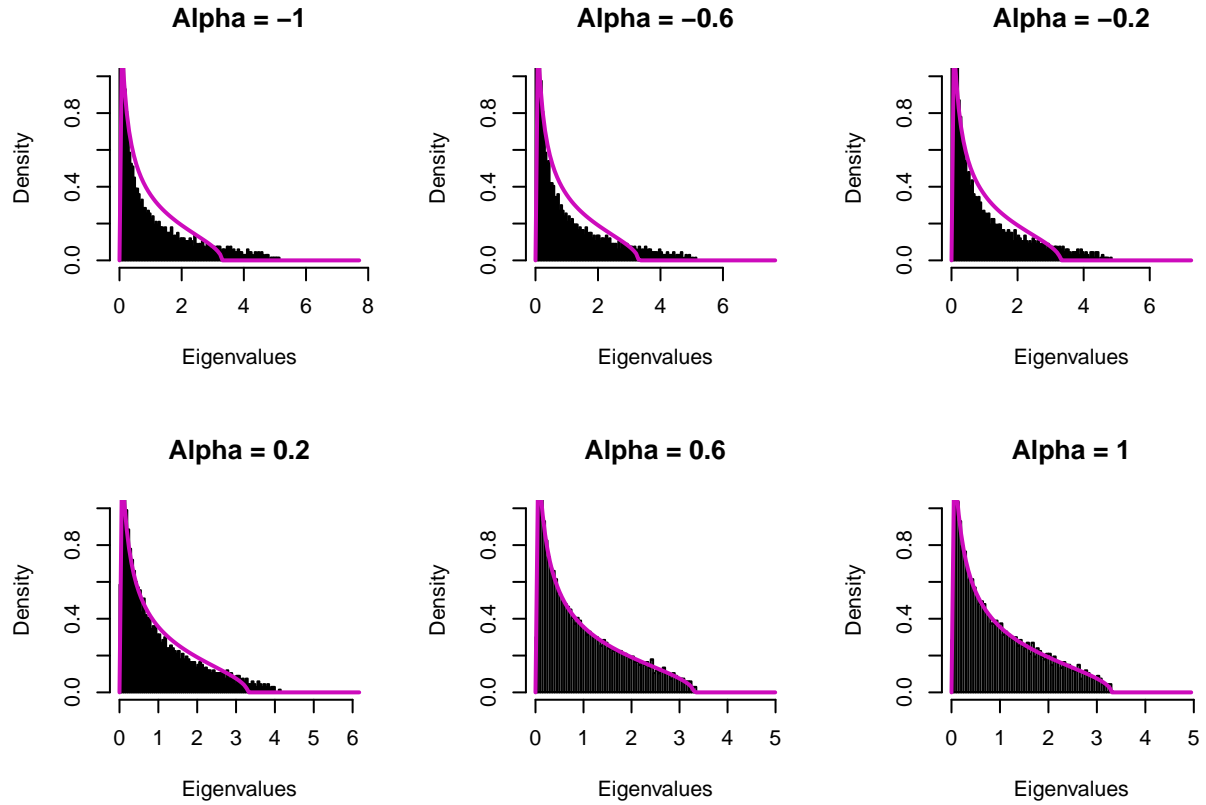 Alpha = −1
Density
0.0 0.4 0.8
0 2 4 6 8
Eigenvalues
Alpha = −0.6
Density
0.0 0.4 0.8
0 2 4 6
Eigenvalues
Alpha = −0.2
Density
0.0 0.4 0.8
0 2 4 6
Eigenvalues
Alpha = 0.2
Density
0.0 0.4 0.8
0 1 2 3 4 5 6
Eigenvalues
Alpha = 0.6
Density
0.0 0.4 0.8
0 1 2 3 4 5
Eigenvalues
Alpha = 1
Density
0.0 0.4 0.8
0 1 2 3 4 5
Eigenvalues